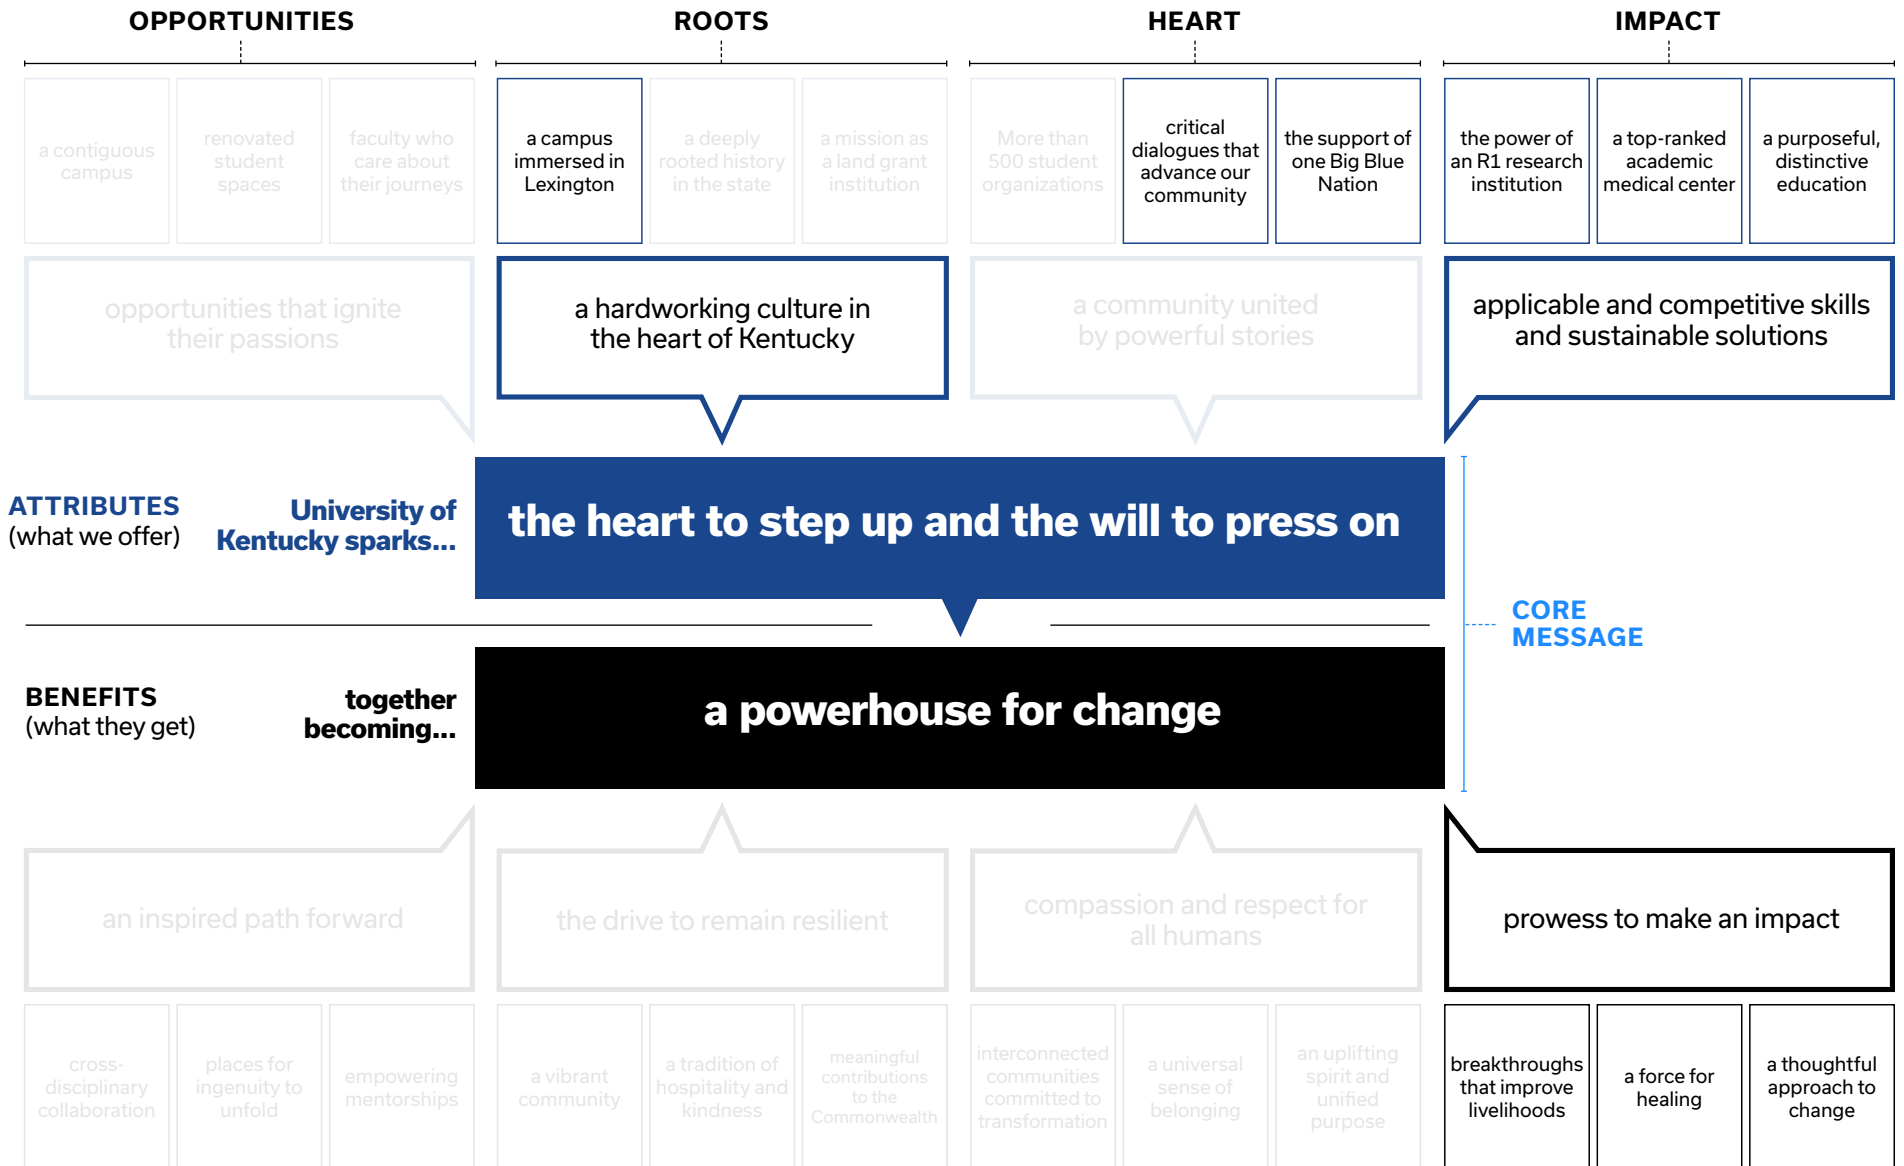 OPPORTUNITIES
ROOTS
HEART
IMPACT
a contiguous
campus
renovated
student
spaces
faculty who
care about
their journeys
a campus
immersed in
Lexington
a deeply
rooted history
in the state
a mission as
a land grant
institution
More than
500 student
organizations
critical
dialogues that
advance our
community
the support of
one Big Blue
Nation
the power of
an R1 research
institution
a top-ranked
academic
medical center
a purposeful,
distinctive
education
opportunities that ignite
their passions
a hardworking culture in
the heart of Kentucky
a community united
by powerful stories
applicable and competitive skills
and sustainable solutions
ATTRIBUTES
(what we offer)
University of
Kentucky sparks...
the heart to step up and the will to press on
CORE
MESSAGE
BENEFITS
(what they get)
together
becoming...
a powerhouse for change
an inspired path forward
the drive to remain resilient
compassion and respect for
all humans
prowess to make an impact
cross-
disciplinary
collaboration
places for
ingenuity to
unfold
empowering
mentorships
a vibrant
community
a tradition of
hospitality and
kindness
meaningful
contributions
to the
Commonwealth
interconnected
communities
committed to
transformation
a universal
sense of
belonging
an uplifting
spirit and
unified
purpose
breakthroughs
that improve
livelihoods
a force for
healing
a thoughtful
approach to
change